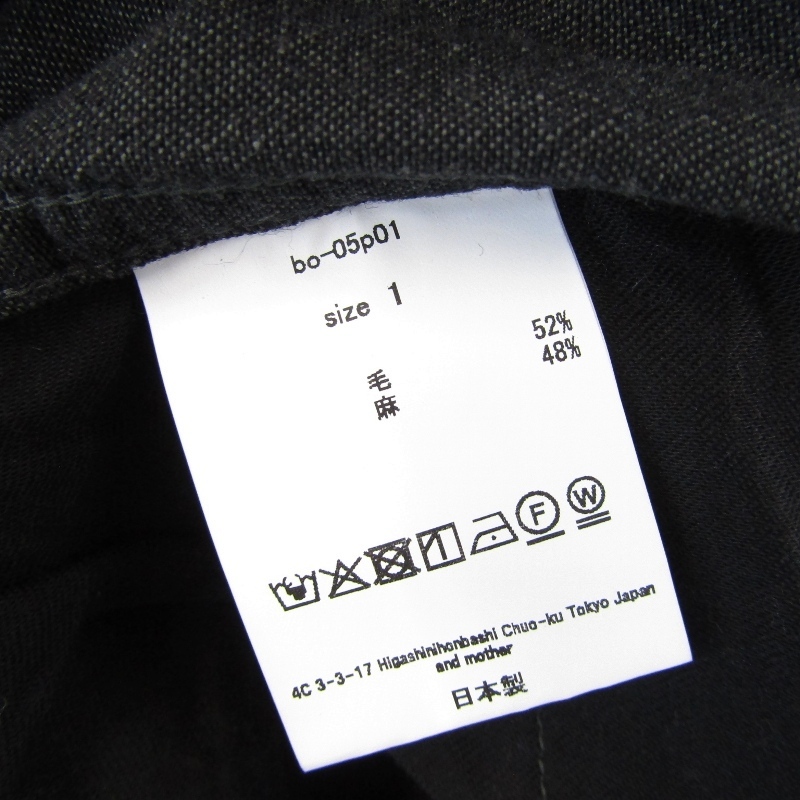 bo-05p01
size 1
毛 52%
麻 48%
F W
4C 3-3-17 Higashinihonbashi Chuo-ku Tokyo Japan
and mother
日本製